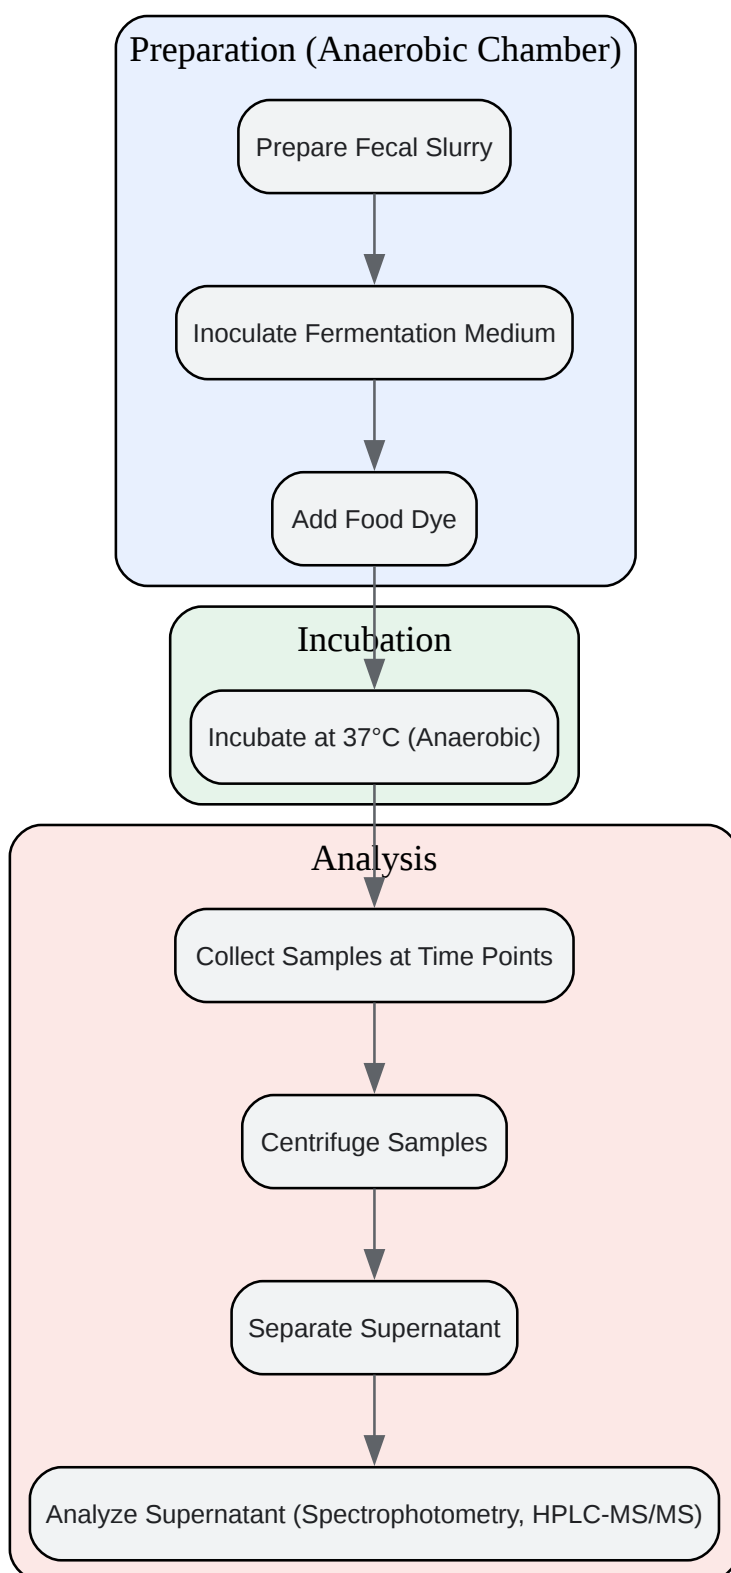 Preparation (Anaerobic Chamber)
Prepare Fecal Slurry
Inoculate Fermentation Medium
Add Food Dye
Incubation
Incubate at 37°C (Anaerobic)
Analysis
Collect Samples at Time Points
Centrifuge Samples
Separate Supernatant
Analyze Supernatant (Spectrophotometry, HPLC-MS/MS)